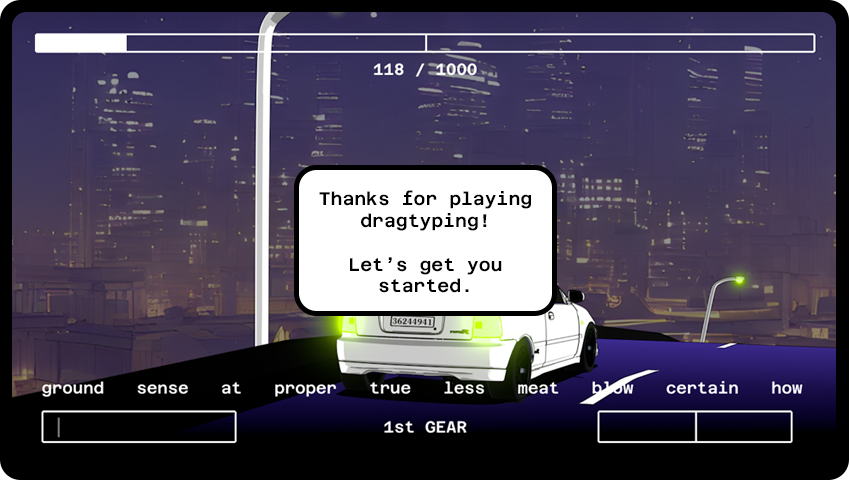 118 / 1000
Thanks for playing
dragtyping!
Let’s get you
started.
36244941
ground sense at proper true less meat blow certain how
1st GEAR